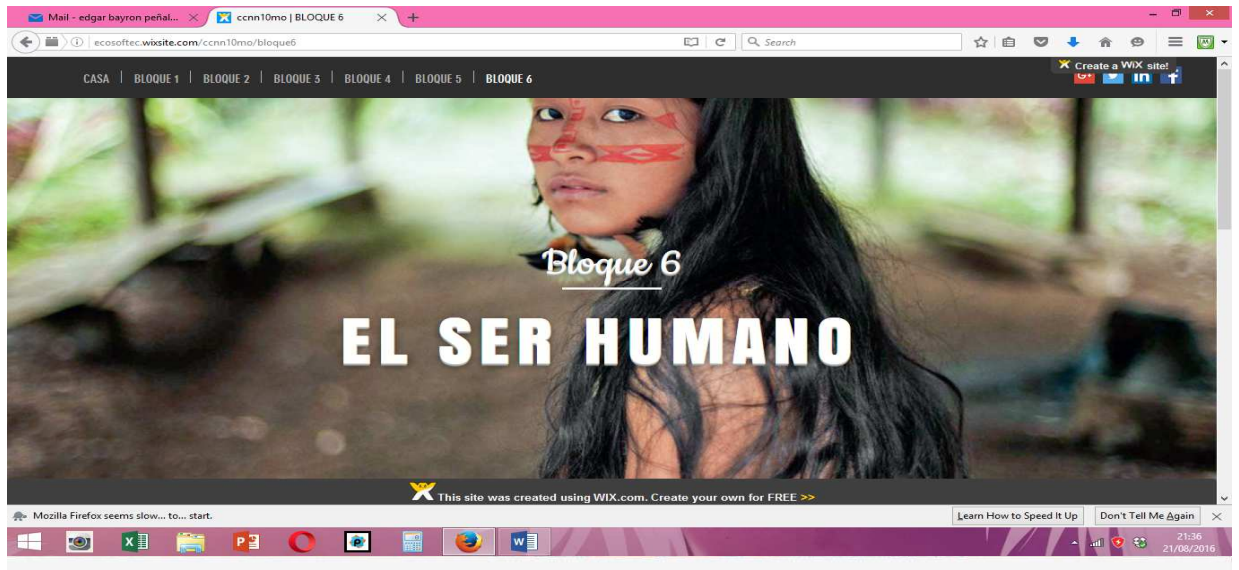 Mail - edgar bayron peñal...
ccnn10mo | BLOQUE 6
ecosoftec.wixsite.com/ccnn10mo/bloque6
Search
CASA | BLOQUE 1 | BLOQUE 2 | BLOQUE 3 | BLOQUE 4 | BLOQUE 5 | BLOQUE 6
Create a WiX site!
Bloque 6
EL SER HUMANO
This site was created using WIX.com. Create your own for FREE >>
Mozilla Firefox seems slow... to... start.
Learn How to Speed It Up
Don't Tell Me Again
21:36
21/08/2016